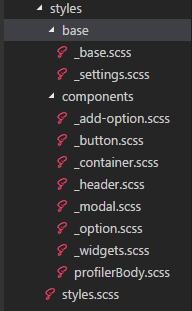 styles
base
_base.scss
_settings.scss
components
_add-option.scss
_button.scss
_container.scss
_header.scss
_modal.scss
_option.scss
_widgets.scss
profilerBody.scss
styles.scss